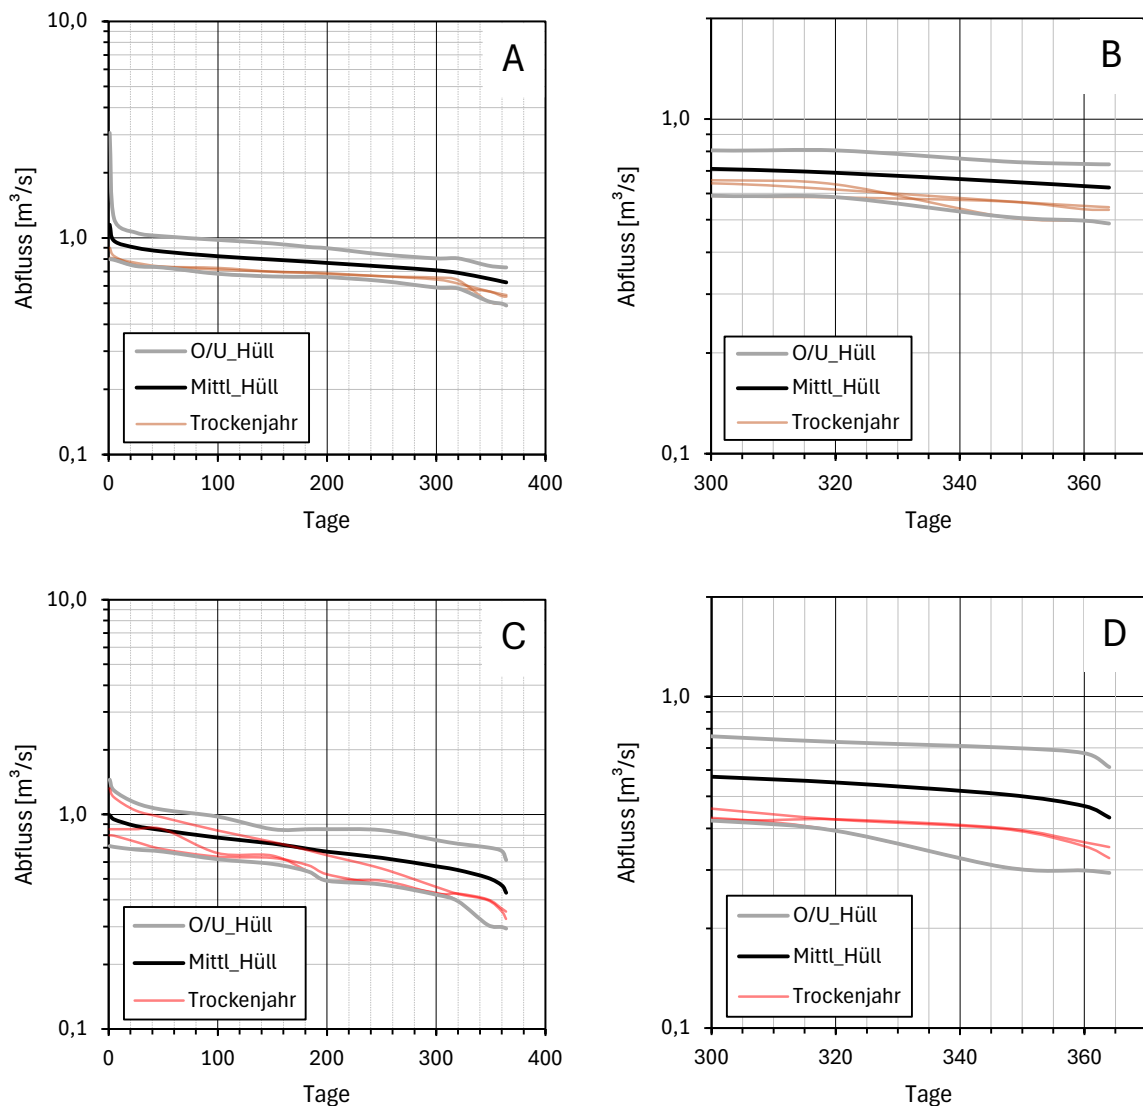 A
Abfluss [m³/s]
10,0
1,0
0,1
O/U_Hüll
Mittl_Hüll
Trockenjahr
0 100 200 300 400
Tage
B
Abfluss [m³/s]
1,0
0,1
O/U_Hüll
Mittl_Hüll
Trockenjahr
300 320 340 360
Tage
C
Abfluss [m³/s]
10,0
1,0
0,1
O/U_Hüll
Mittl_Hüll
Trockenjahr
0 100 200 300 400
Tage
D
Abfluss [m³/s]
1,0
0,1
O/U_Hüll
Mittl_Hüll
Trockenjahr
300 320 340 360
Tage